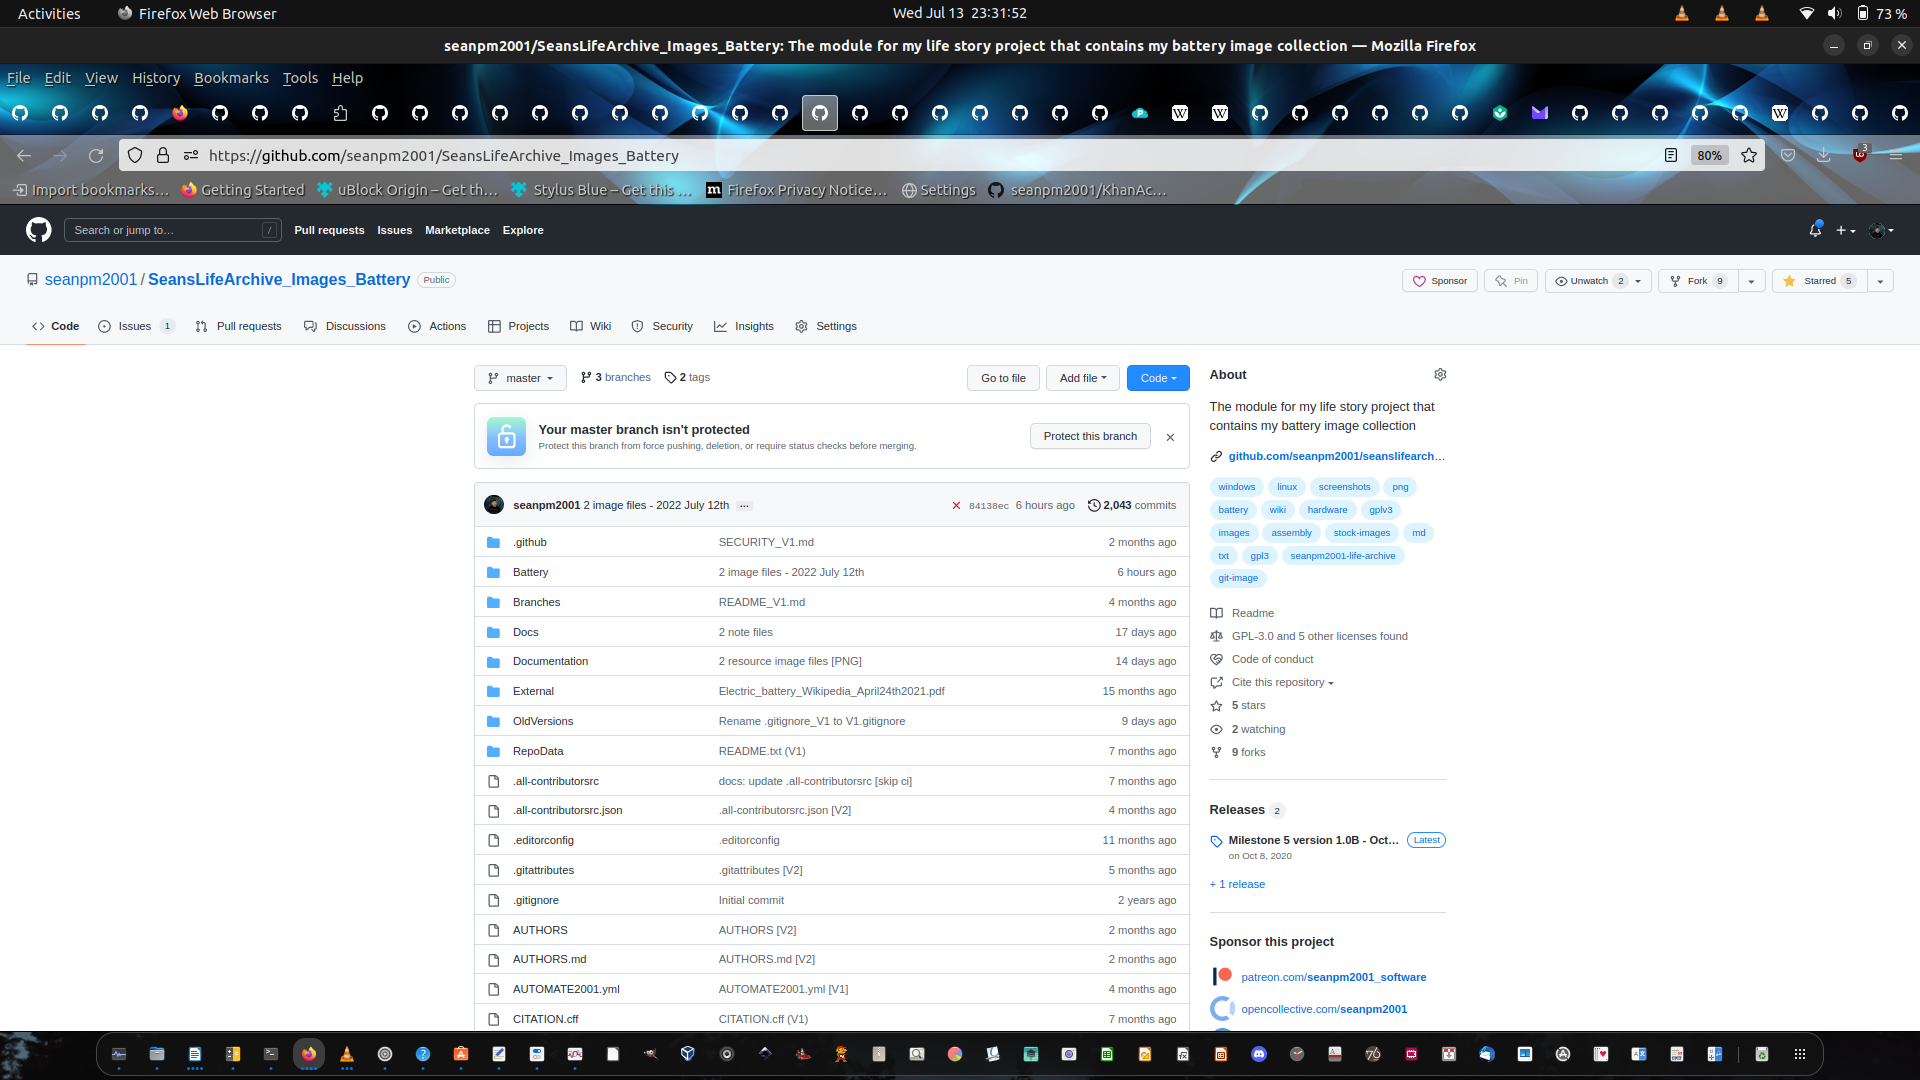 Activities
Firefox Web Browser
Wed Jul 13 23:31:52
73 %
seanpm2001/SeansLifeArchive_Images_Battery: The module for my life story project that contains my battery image collection — Mozilla Firefox
File Edit View History Bookmarks Tools Help
https://github.com/seanpm2001/SeansLifeArchive_Images_Battery
80%
3
Import bookmarks…
Getting Started
uBlock Origin – Get th…
Stylus Blue – Get this …
Firefox Privacy Notice…
Settings
seanpm2001/KhanAc…
Search or jump to…
/
Pull requests
Issues
Marketplace
Explore
seanpm2001 / SeansLifeArchive_Images_Battery
Public
Sponsor
Pin
Unwatch 2
Fork 9
Starred 5
Code
Issues 1
Pull requests
Discussions
Actions
Projects
Wiki
Security
Insights
Settings
master
3 branches
2 tags
Go to file
Add file
Code
Your master branch isn't protected
Protect this branch from force pushing, deletion, or require status checks before merging.
Protect this branch
seanpm2001 2 image files - 2022 July 12th …
84138ec 6 hours ago
2,043 commits
.github SECURITY_V1.md 2 months ago
Battery 2 image files - 2022 July 12th 6 hours ago
Branches README_V1.md 4 months ago
Docs 2 note files 17 days ago
Documentation 2 resource image files [PNG] 14 days ago
External Electric_battery_Wikipedia_April24th2021.pdf 15 months ago
OldVersions Rename .gitignore_V1 to V1.gitignore 9 days ago
RepoData README.txt (V1) 7 months ago
.all-contributorsrc docs: update .all-contributorsrc [skip ci] 7 months ago
.all-contributorsrc.json .all-contributorsrc.json [V2] 4 months ago
.editorconfig .editorconfig 11 months ago
.gitattributes .gitattributes [V2] 5 months ago
.gitignore Initial commit 2 years ago
AUTHORS AUTHORS [V2] 2 months ago
AUTHORS.md AUTHORS.md [V2] 2 months ago
AUTOMATE2001.yml AUTOMATE2001.yml [V1] 4 months ago
CITATION.cff CITATION.cff (V1) 7 months ago
About
The module for my life story project that
contains my battery image collection
github.com/seanpm2001/seanslifearch…
windows linux screenshots png
battery wiki hardware gplv3
images assembly stock-images md
txt gpl3 seanpm2001-life-archive
git-image
Readme
GPL-3.0 and 5 other licenses found
Code of conduct
Cite this repository
5 stars
2 watching
9 forks
Releases 2
Milestone 5 version 1.0B - Oct… Latest
on Oct 8, 2020
+ 1 release
Sponsor this project
patreon.com/seanpm2001_software
opencollective.com/seanpm2001